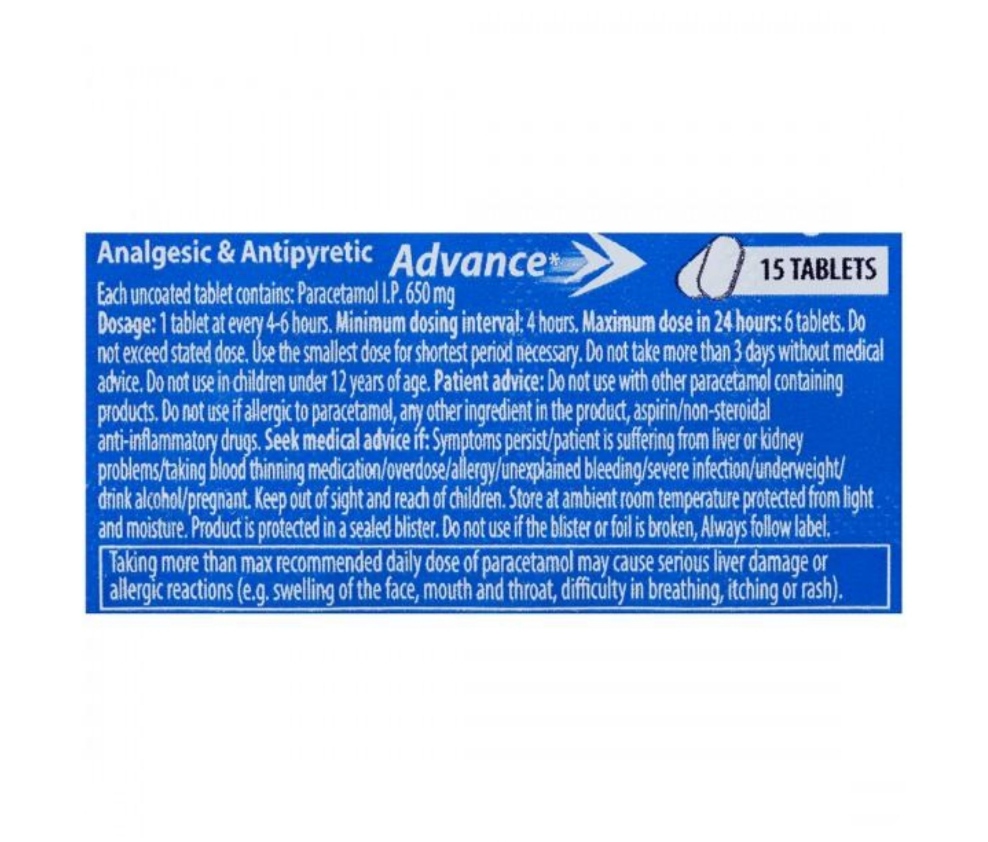 Analgesic & Antipyretic Advance* 15 TABLETS
Each uncoated tablet contains: Paracetamol I.P. 650 mg
Dosage: 1 tablet at every 4-6 hours. Minimum dosing interval: 4 hours. Maximum dose in 24 hours: 6 tablets. Do
not exceed stated dose. Use the smallest dose for shortest period necessary. Do not take more than 3 days without medical
advice. Do not use in children under 12 years of age. Patient advice: Do not use with other paracetamol containing
products. Do not use if allergic to paracetamol, any other ingredient in the product, aspirin/non-steroidal
anti-inflammatory drugs. Seek medical advice if: Symptoms persist/patient is suffering from liver or kidney
problems/taking blood thinning medication/overdose/allergy/unexplained bleeding/severe infection/underweight/
drink alcohol/pregnant. Keep out of sight and reach of children. Store at ambient room temperature protected from light
and moisture. Product is protected in a sealed blister. Do not use if the blister or foil is broken, Always follow label.
Taking more than max recommended daily dose of paracetamol may cause serious liver damage or
allergic reactions (e.g. swelling of the face, mouth and throat, difficulty in breathing, itching or rash).